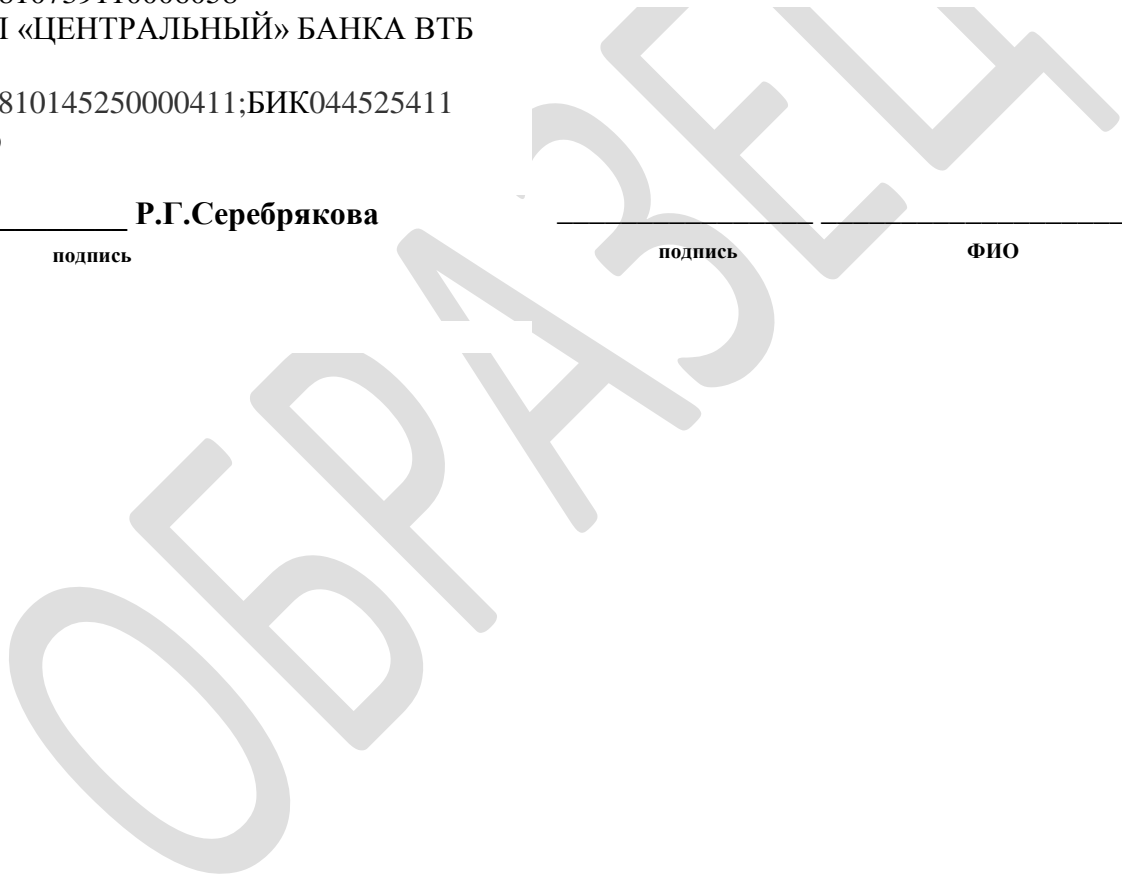 «ЦЕНТРАЛЬНЫЙ» БАНКА ВТБ
810145250000411;БИК044525411
Р.Г.Серебрякова
подпись
подпись ФИО
ОБРАЗЕЦ